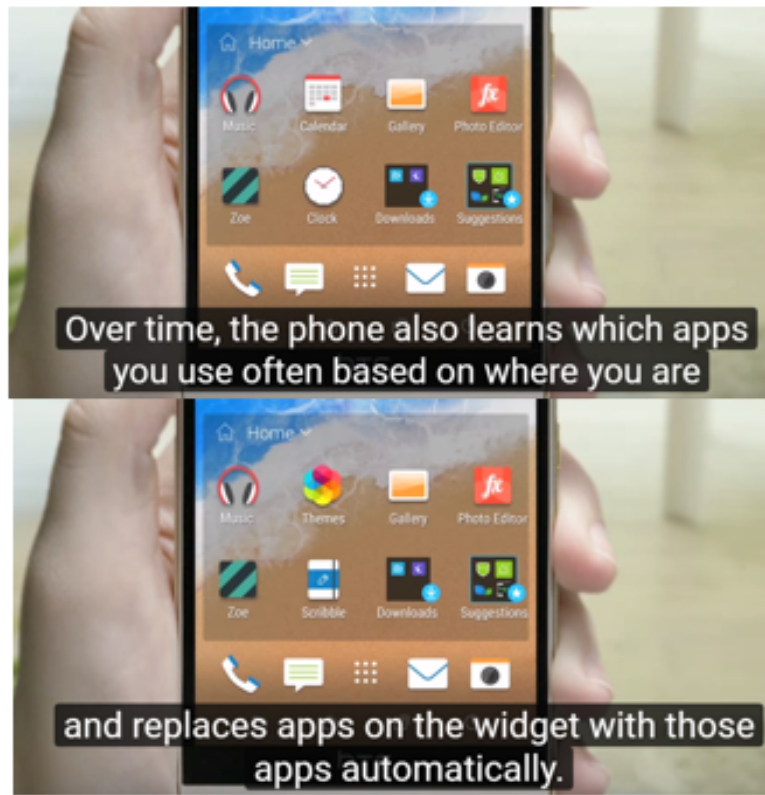 Home
Music Calendar Gallery Photo Editor
fx
Zoe Clock Downloads Suggestions
Over time, the phone also learns which apps
you use often based on where you are
Home
Music Themes Gallery Photo Editor
fx
Zoe Scribble Downloads Suggestions
and replaces apps on the widget with those
apps automatically.